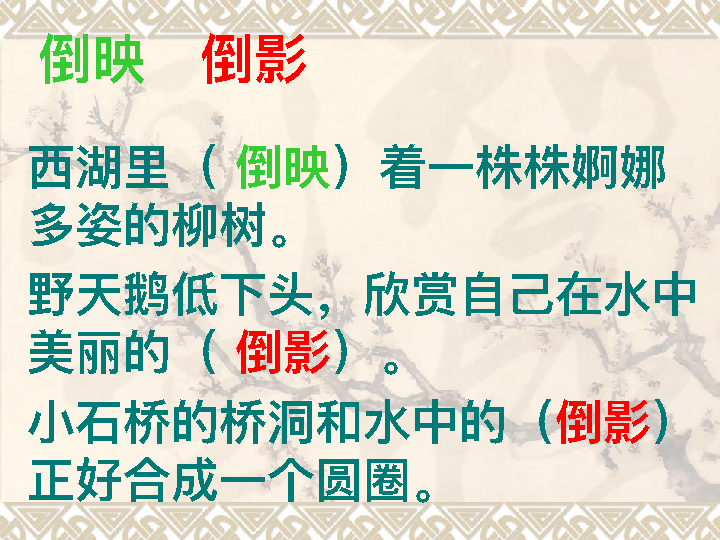 倒映 倒影
西湖里（倒映）着一株株婀娜
多姿的柳树。
野天鹅低下头，欣赏自己在水中
美丽的（倒影）。
小石桥的桥洞和水中的（倒影）
正好合成一个圆圈。